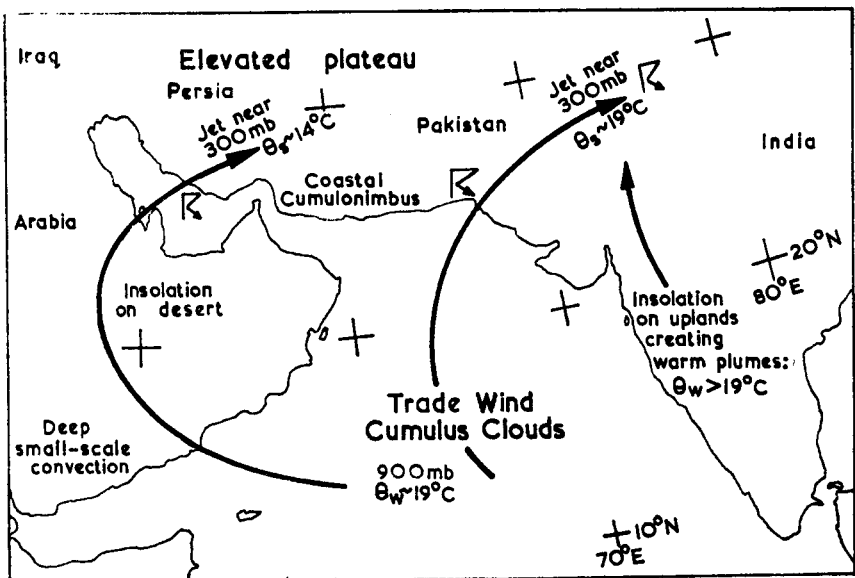 Iraq
Elevated plateau
Persia
Jet near
300mb
θs~14°C
Jet near
300mb
θs~19°C
Pakistan
India
Arabia
Coastal
Cumulonimbus
Insolation
on desert
20°N
80°E
Insolation
on uplands
creating
warm plumes:
θw>19°C
Trade Wind
Cumulus Clouds
Deep
small-scale
convection
900mb
θw~19°C
10°N
70°E